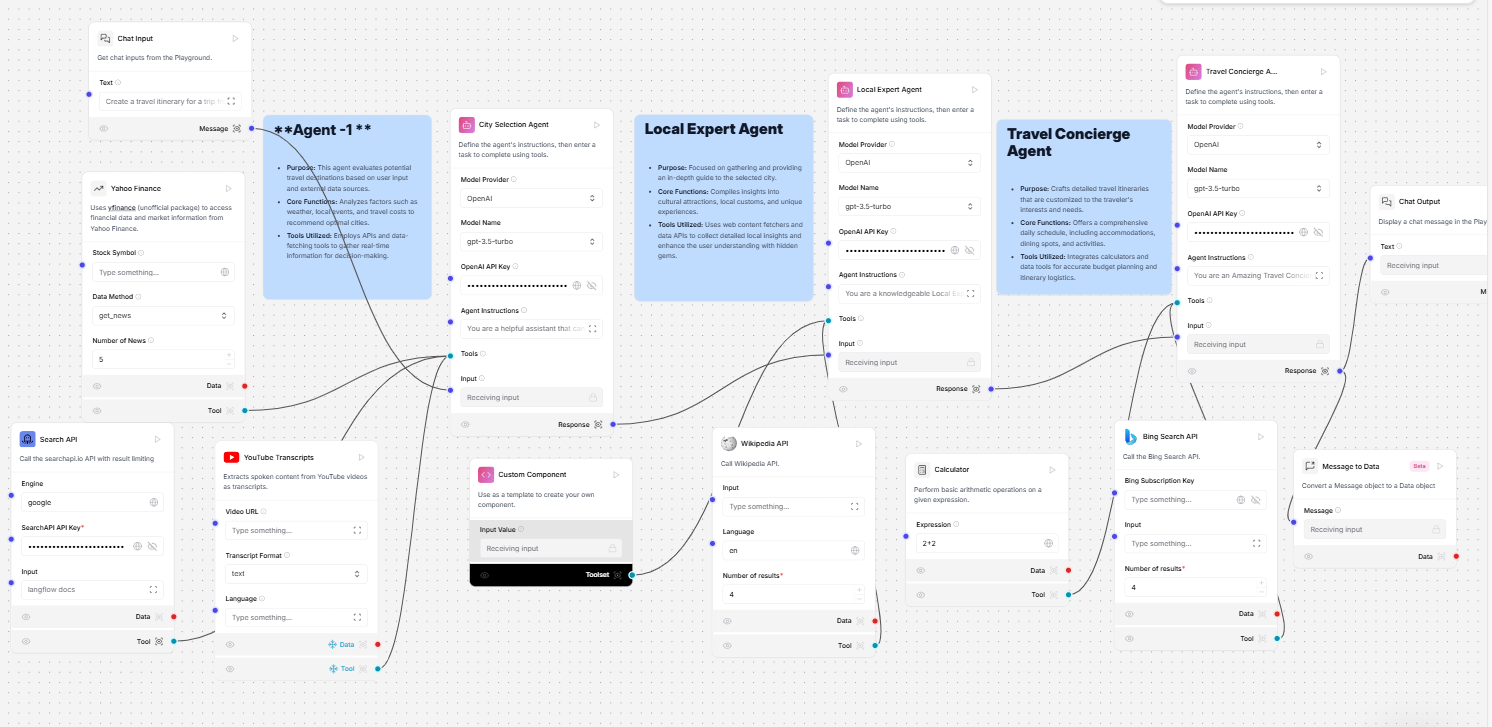 Chat Input
Get chat inputs from the Playground.
Text
Create a travel itinerary for a trip
Message
Yahoo Finance
Uses yfinance (unofficial package) to access
financial data and market information from
Yahoo Finance.
Stock Symbol
Type something...
Data Method
get_news
Number of News
5
Data
Tool
Search API
Call the searchapi.io API with result limiting
Engine
google
SearchAPI API Key*
Input
langflow docs
Data
Tool
YouTube Transcripts
Extracts spoken content from YouTube videos
as transcripts.
Video URL
Type something...
Transcript Format
text
Language
Type something...
Data
Tool
**Agent -1 **
• Purpose: This agent evaluates potential
travel destinations based on user input
and external data sources.
• Core Functions: Analyzes factors such as
weather, local events, and travel costs to
recommend optimal cities.
• Tools Utilized: Employs APIs and data-
fetching tools to gather real-time
information for decision-making.
City Selection Agent
Define the agent's instructions, then enter a
task to complete using tools.
Model Provider
OpenAI
Model Name
gpt-3.5-turbo
OpenAI API Key
Agent Instructions
You are a helpful assistant that can
Tools
Input
Receiving input
Response
Custom Component
Use as a template to create your own
component.
Input Value
Receiving input
Toolset
Local Expert Agent
• Purpose: Focused on gathering and providing
an in-depth guide to the selected city.
• Core Functions: Compiles insights into
cultural attractions, local customs, and unique
experiences.
• Tools Utilized: Uses web content fetchers and
data APIs to collect detailed local insights and
enhance the user understanding with hidden
gems.
Local Expert Agent
Define the agent's instructions, then enter a
task to complete using tools.
Model Provider
OpenAI
Model Name
gpt-3.5-turbo
OpenAI API Key
Agent Instructions
You are a knowledgeable Local
Tools
Input
Receiving input
Response
Wikipedia API
Call Wikipedia API.
Input
Type something...
Language
en
Number of results*
4
Data
Tool
Calculator
Perform basic arithmetic operations on a
given expression.
Expression
2+2
Data
Tool
Travel Concierge
Agent
• Purpose: Crafts detailed travel itineraries
that are customized to the traveler's
interests and needs.
• Core Functions: Offers a comprehensive
daily schedule, including accommodations,
dining spots, and activities.
• Tools Utilized: Integrates calculators and
data tools for accurate budget planning and
itinerary logistics.
Travel Concierge A...
Define the agent's instructions, then enter a
task to complete using tools.
Model Provider
OpenAI
Model Name
gpt-3.5-turbo
OpenAI API Key
Agent Instructions
You are an Amazing Travel
Tools
Input
Receiving input
Response
Bing Search API
Call the Bing Search API.
Bing Subscription Key
Type something...
Input
Type something...
Number of results*
4
Data
Tool
Chat Output
Display a chat message in the Play
Text
Receiving input
M
Message to Data
Beta
Convert a Message object to a Data object
Message
Receiving input
Data